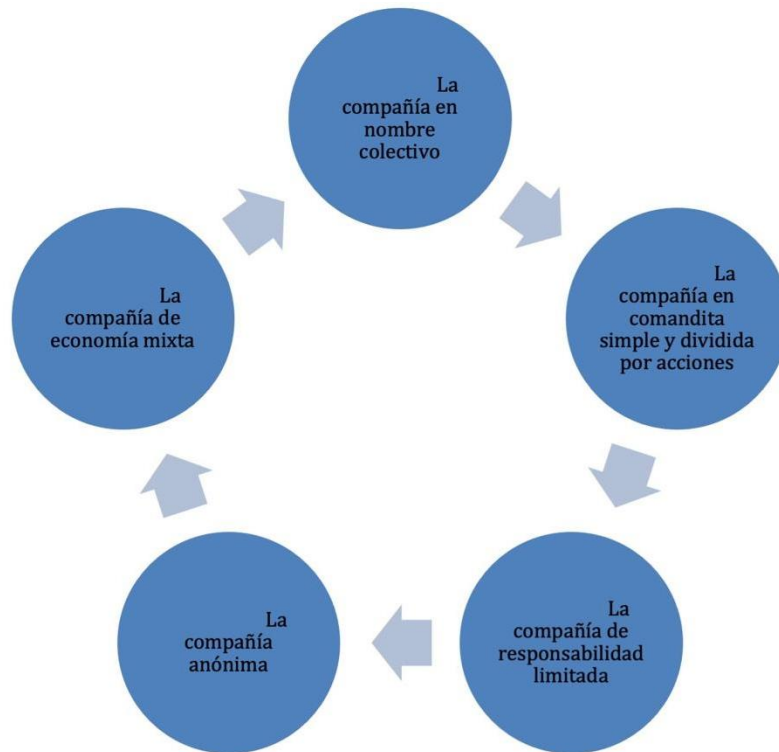 La
compañía en
nombre
colectivo
La
compañía en
comandita
simple y dividida
por acciones
La
compañía de
responsabilidad
limitada
La
compañía
anónima
La
compañía de
economía mixta